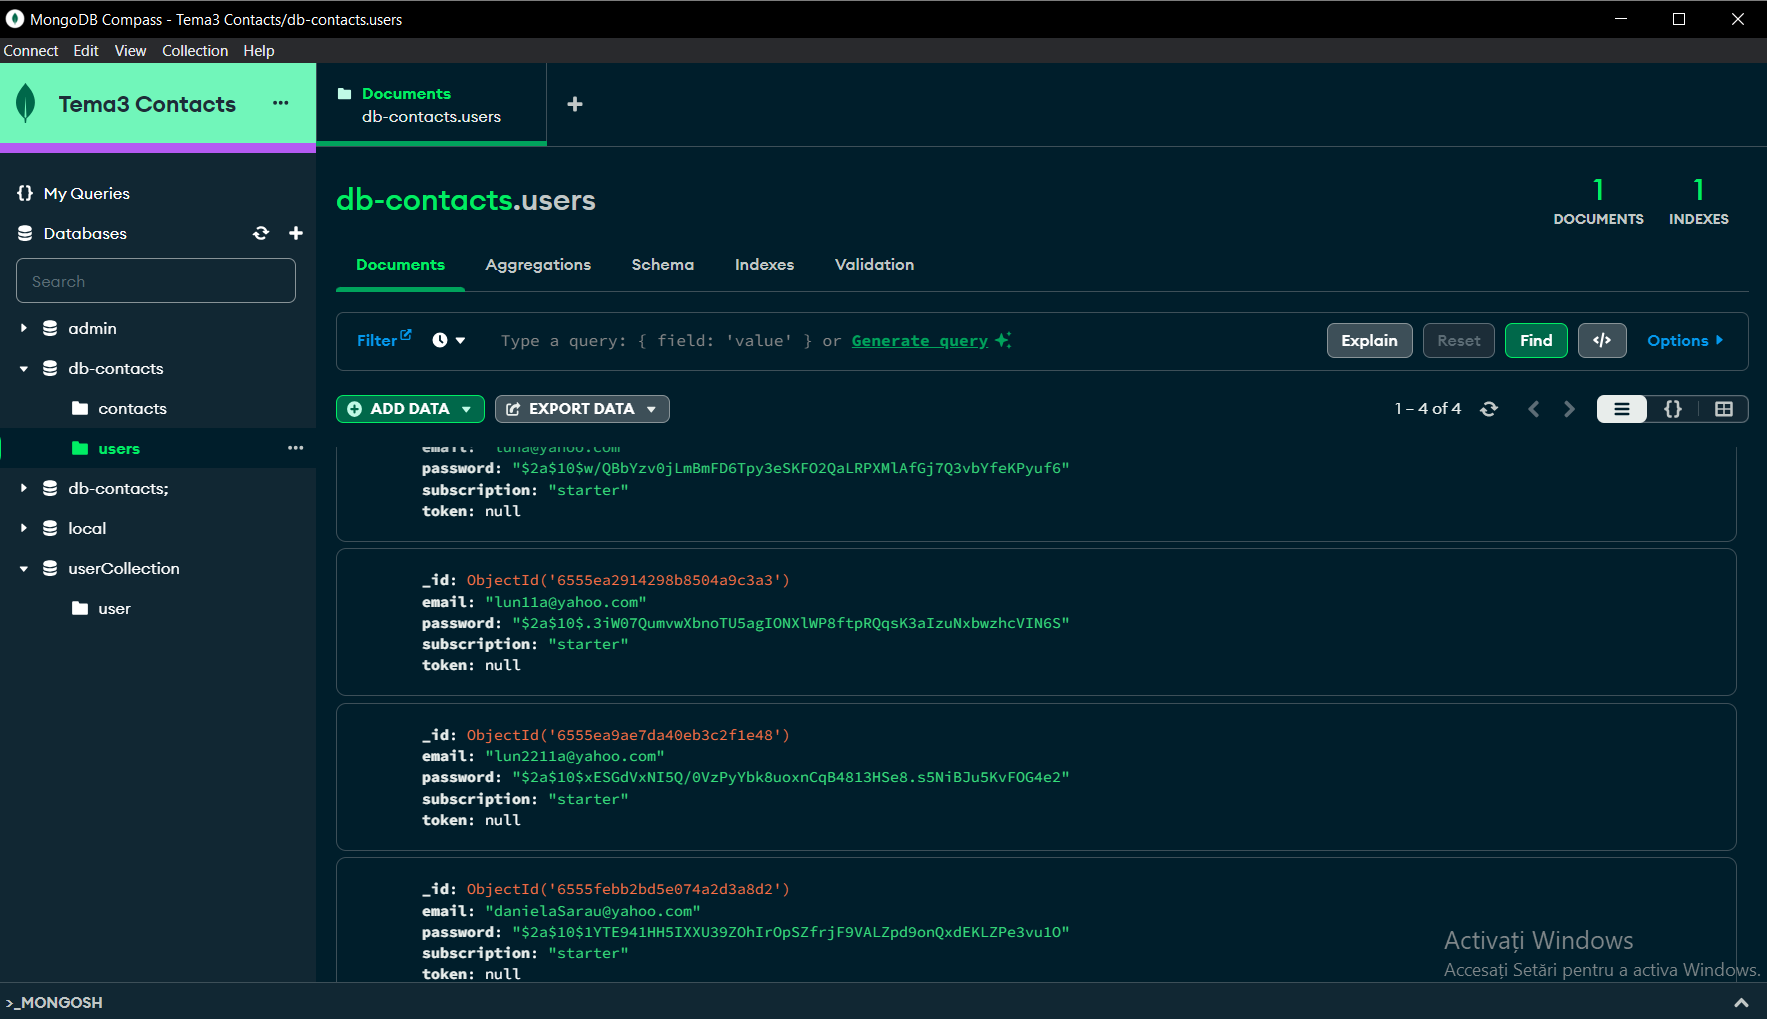 MongoDB Compass - Tema3 Contacts/db-contacts.users
Connect Edit View Collection Help
Tema3 Contacts
Documents
db-contacts.users
My Queries
Databases
Search
admin
db-contacts
contacts
users
db-contacts;
local
userCollection
user
db-contacts.users
1
DOCUMENTS
1
INDEXES
Documents Aggregations Schema Indexes Validation
Filter Type a query: { field: 'value' } or Generate query Explain Reset Find </> Options
ADD DATA EXPORT DATA 1 – 4 of 4 {}
email: "luna@yahoo.com"
password: "$2a$10$w/QBbYzv0jLmBmFD6Tpy3eSKFO2QaLRPXMlAfGj7Q3vbYfeKPyuf6"
subscription: "starter"
token: null
_id: ObjectId('6555ea2914298b8504a9c3a3')
email: "lun11a@yahoo.com"
password: "$2a$10$.3iW07QumvwXbnoTU5agIONXlWP8ftpRQqsK3aIzuNxbwzhcVIN6S"
subscription: "starter"
token: null
_id: ObjectId('6555ea9ae7da40eb3c2f1e48')
email: "lun2211a@yahoo.com"
password: "$2a$10$xESGdVxNI5Q/0VzPyYbk8uoxnCqB4813HSe8.s5NiBJu5KvFOG4e2"
subscription: "starter"
token: null
_id: ObjectId('6555febb2bd5e074a2d3a8d2')
email: "danielaSarau@yahoo.com"
password: "$2a$10$1YTE941HH5IXXU39ZOhIrOpSZfrjF9VALZpd9onQxdEKLZPe3vu1O"
subscription: "starter"
token: null
Activați Windows
Accesați Setări pentru a activa Windows.
>_MONGOSH